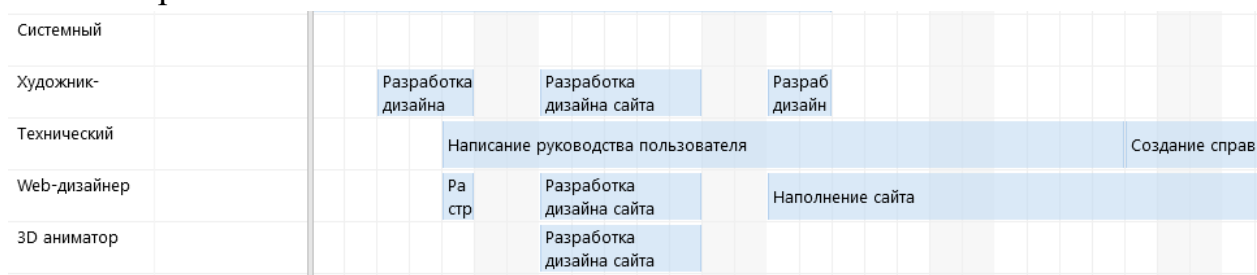 Системный
Художник-
Разработка
дизайна
Разработка
дизайна сайта
Разраб
дизайн
Технический
Написание руководства пользователя
Создание справ
Web-дизайнер
Ра
стр
Разработка
дизайна сайта
Наполнение сайта
3D аниматор
Разработка
дизайна сайта